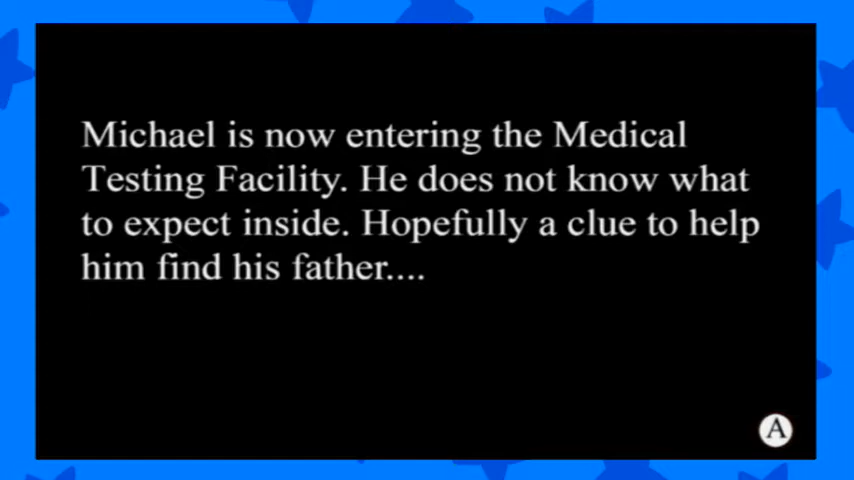 Michael is now entering the Medical
Testing Facility. He does not know what
to expect inside. Hopefully a clue to help
him find his father....
A